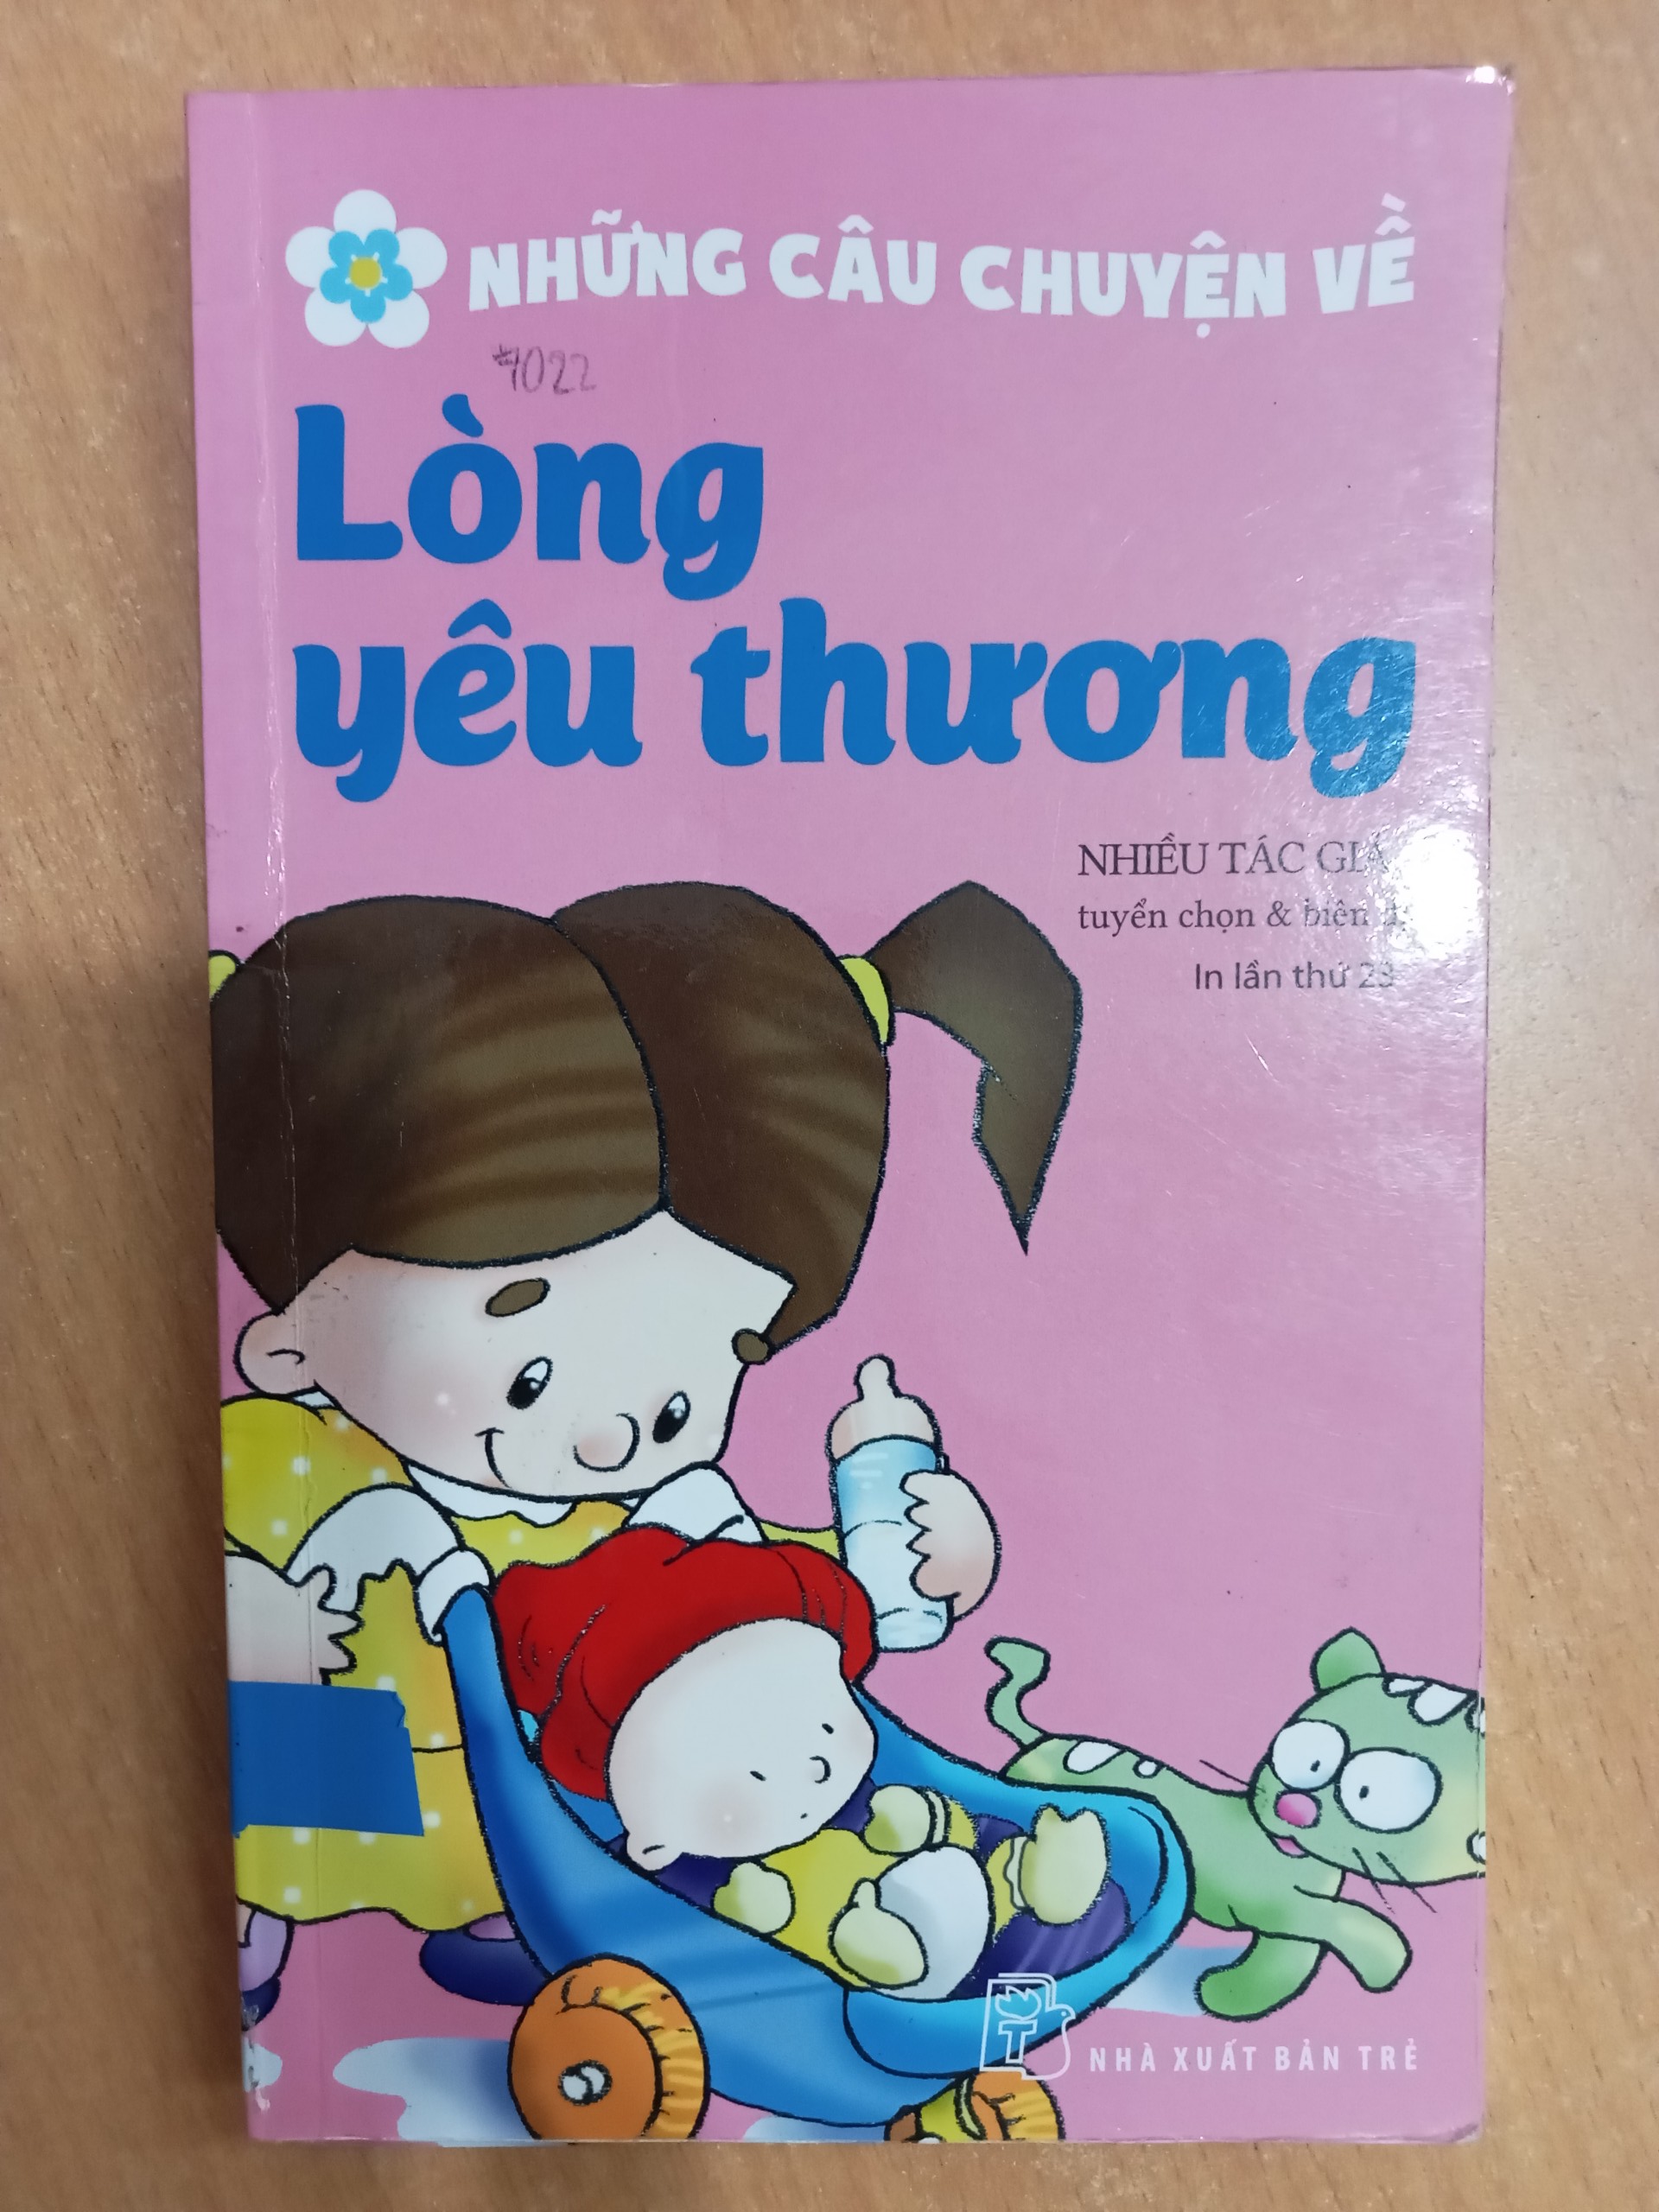 NHỮNG CÂU CHUYỆN VỀ
Lòng
yêu thương
NHIỀU TÁC GIẢ
tuyển chọn & biên
In lần thứ 23
NHÀ XUẤT BẢN TRẺ